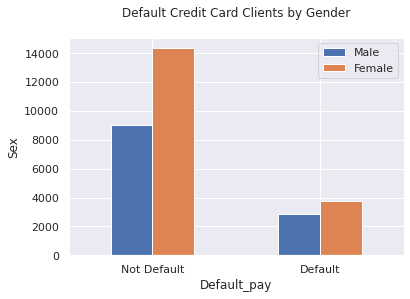 Default Credit Card Clients by Gender
Male
Female
14000
12000
10000
8000
6000
4000
2000
0
Sex
Not Default
Default
Default_pay